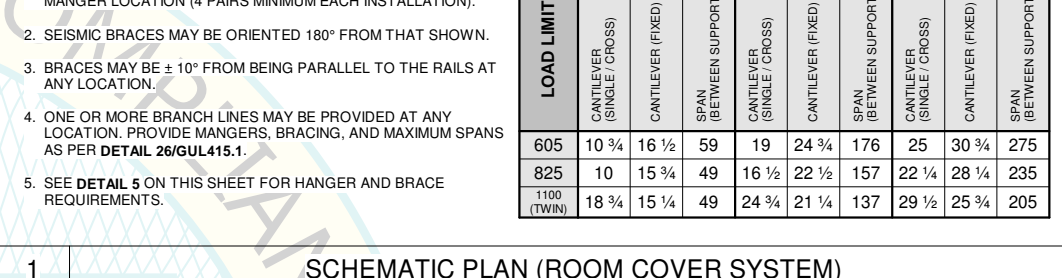 MANGER LOCATION (4 PAIRS MINIMUM EACH INSTALLATION).
2. SEISMIC BRACES MAY BE ORIENTED 180° FROM THAT SHOWN.
3. BRACES MAY BE ± 10° FROM BEING PARALLEL TO THE RAILS AT
ANY LOCATION.
4. ONE OR MORE BRANCH LINES MAY BE PROVIDED AT ANY
LOCATION. PROVIDE MANGERS, BRACING, AND MAXIMUM SPANS
AS PER DETAIL 26/GUL415.1.
5. SEE DETAIL 5 ON THIS SHEET FOR HANGER AND BRACE
REQUIREMENTS.
LOAD LIMIT
CANTILEVER
(SINGLE / CROSS)
CANTILEVER (FIXED)
SPAN
(BETWEEN SUPPORT
CANTILEVER
(SINGLE / CROSS)
CANTILEVER (FIXED)
SPAN
(BETWEEN SUPPORT
CANTILEVER
(SINGLE / CROSS)
CANTILEVER (FIXED)
SPAN
(BETWEEN SUPPORT
605 10 ¾ 16 ½ 59 19 24 ¾ 176 25 30 ¾ 275
825 10 15 ¾ 49 16 ½ 22 ½ 157 22 ¼ 28 ¼ 235
1100
(TWIN) 18 ¾ 15 ¼ 49 24 ¾ 21 ¼ 137 29 ½ 25 ¾ 205
1 SCHEMATIC PLAN (ROOM COVER SYSTEM)